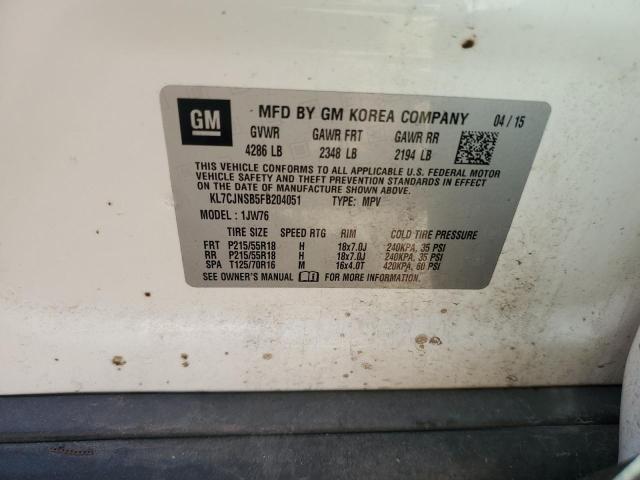 GM MFD BY GM KOREA COMPANY 04 / 15
GVWR GAWR FRT GAWR RR
4286 LB 2348 LB 2194 LB
THIS VEHICLE CONFORMS TO ALL APPLICABLE U.S. FEDERAL MOTOR
VEHICLE SAFETY AND THEFT PREVENTION STANDARDS IN EFFECT ON
THE DATE OF MANUFACTURE SHOWN ABOVE.
KL7CJNSB5FB204051 TYPE: MPV
MODEL : 1JW76
TIRE SIZE SPEED RTG RIM COLD TIRE PRESSURE
FRT P215/55R18 H 18x7.0J 240KPA, 35 PSI
RR P215/55R18 H 18x7.0J 240KPA, 35 PSI
SPA T125/70R16 M 16x4.0T 420KPA, 60 PSI
SEE OWNER'S MANUAL FOR MORE INFORMATION.